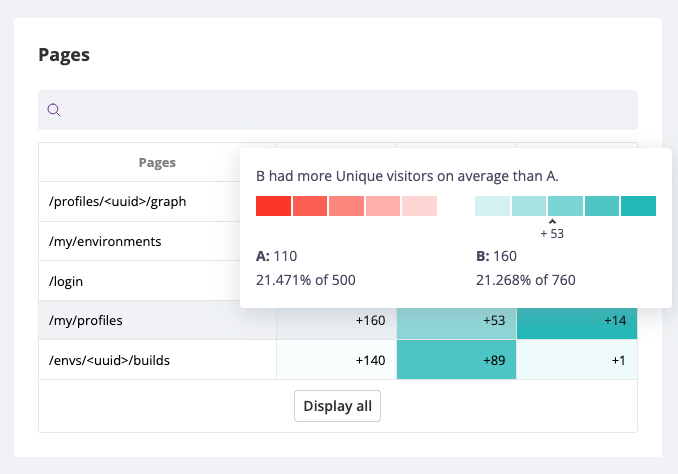 Pages
Pages
B had more Unique visitors on average than A.
+ 53
A: 110
B: 160
21.471% of 500
21.268% of 760
/profiles/<uuid>/graph
/my/environments
/login
/my/profiles +160 +53 +14
/envs/<uuid>/builds +140 +89 +1
Display all